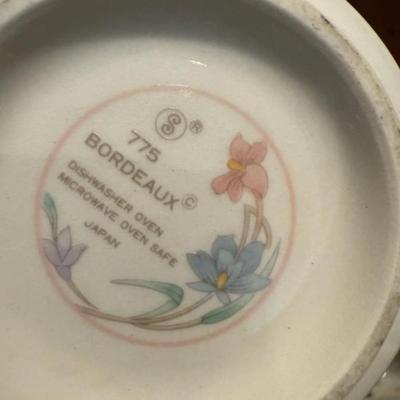 S ®
775
BORDEAUX ©
DISHWASHER OVEN
MICROWAVE OVEN SAFE
JAPAN